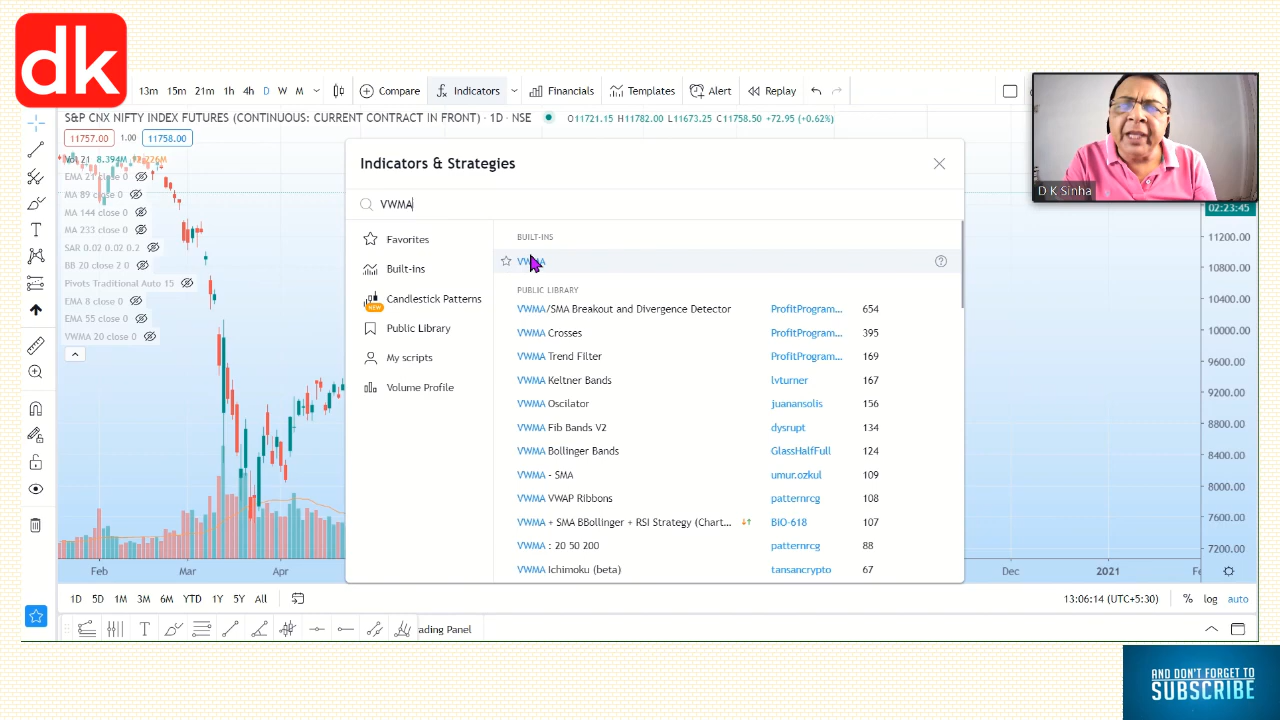 dk
13m 15m 21m 1h 4h D W M Compare Indicators Financials Templates Alert Replay
S&P CNX NIFTY INDEX FUTURES (CONTINUOUS: CURRENT CONTRACT IN FRONT) · 1D · NSE O11721.15 H11782.00 L11673.25 C11758.50 +72.95 (+0.62%)
11757.00 1.00 11758.00
Vol 21 8.394M
EMA 21 close 0
MA 89 close 0
MA 144 close 0
MA 233 close 0
SAR 0.02 0.02 0.2
BB 20 close 2 0
Pivots Traditional Auto 15
EMA 8 close 0
EMA 55 close 0
VWMA 20 close 0
Indicators & Strategies
VWMA
Favorites
Built-ins
Candlestick Patterns
NEW
Public Library
My scripts
Volume Profile
BUILT-INS
VWMA
PUBLIC LIBRARY
VWMA/SMA Breakout and Divergence Detector ProfitProgram... 654
VWMA Crosses ProfitProgram... 395
VWMA Trend Filter ProfitProgram... 169
VWMA Keltner Bands lvturner 167
VWMA Oscilator juanansolis 156
VWMA Fib Bands V2 dysrupt 134
VWMA Bollinger Bands GlassHalfFull 124
VWMA - SMA umur.ozkul 109
VWMA VWAP Ribbons patternrcg 108
VWMA + SMA BBollinger + RSI Strategy (Chart... BIO-618 107
VWMA : 20 50 200 patternrcg 88
VWMA Ichimoku (beta) tansancrypto 67
D K Sinha
02:23:45
11200.00
10800.00
10400.00
10000.00
9600.00
9200.00
8800.00
8400.00
8000.00
7600.00
7200.00
Feb Mar Apr Dec 2021
1D 5D 1M 3M 6M YTD 1Y 5Y All 13:06:14 (UTC+5:30) % log auto
ading Panel
AND DON'T FORGET TO
SUBSCRIBE